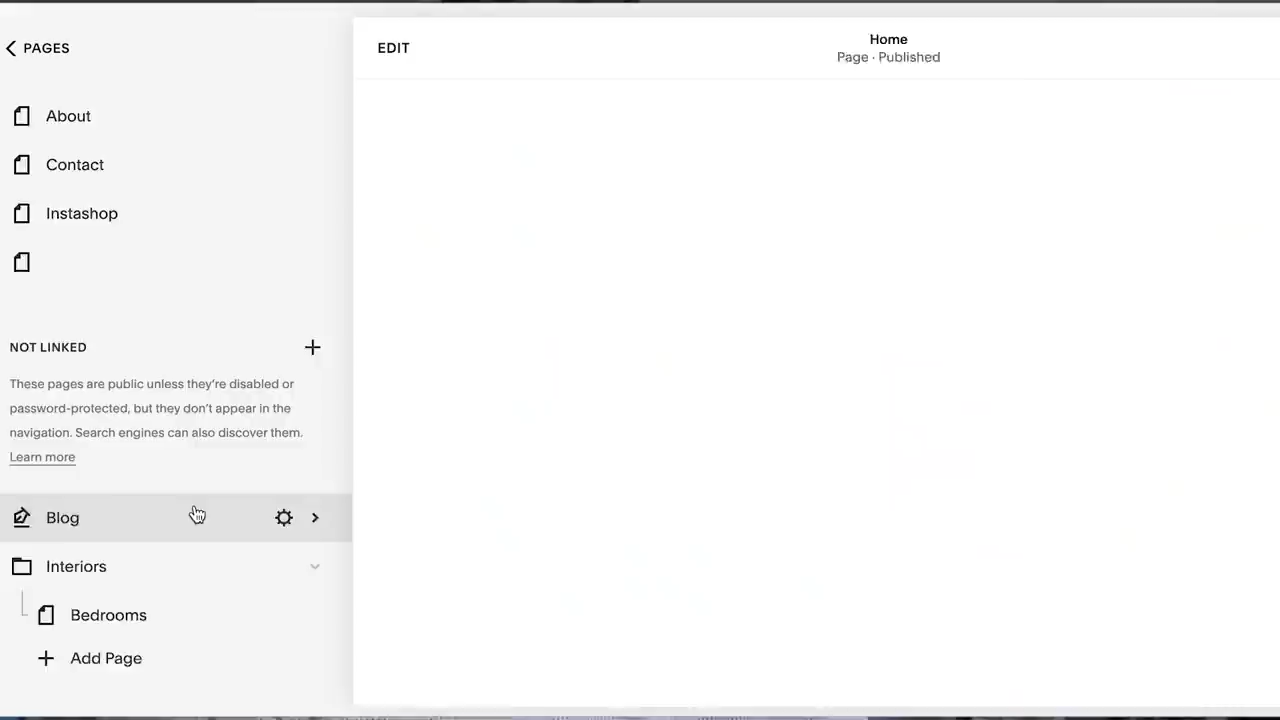 PAGES
EDIT
Home
Page · Published
About
Contact
Instashop
NOT LINKED
These pages are public unless they're disabled or
password-protected, but they don't appear in the
navigation. Search engines can also discover them.
Learn more
Blog
Interiors
Bedrooms
Add Page